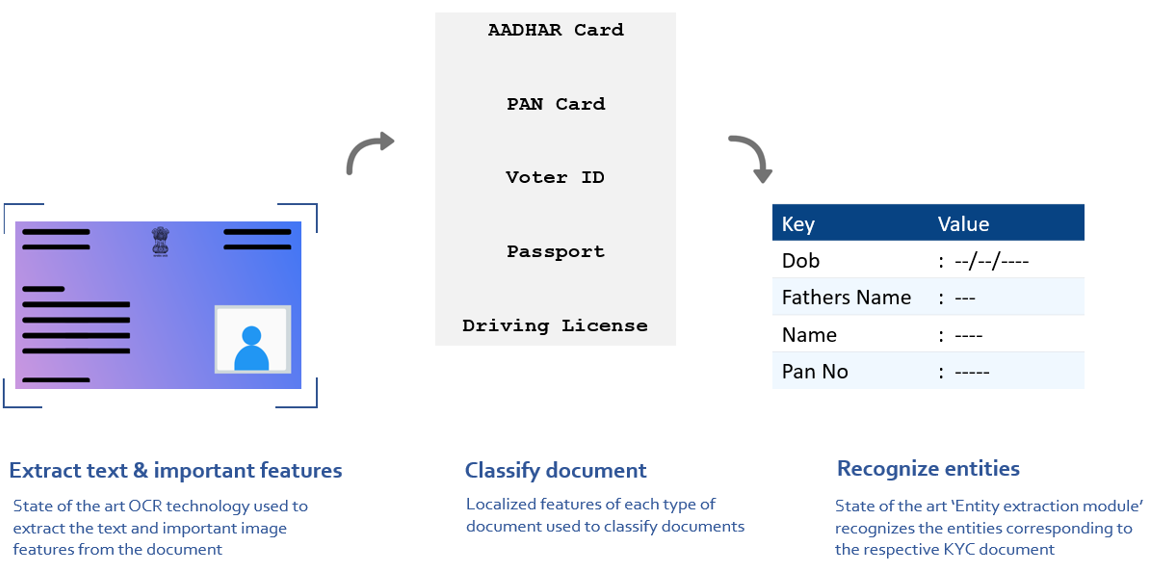 AADHAR Card
PAN Card
Voter ID
Passport
Driving License
Key Value
Dob : --/--/----
Fathers Name : ---
Name : ----
Pan No : -----
Extract text & important features
State of the art OCR technology used to
extract the text and important image
features from the document
Classify document
Localized features of each type of
document used to classify documents
Recognize entities
State of the art ‘Entity extraction module’
recognizes the entities corresponding to
the respective KYC document